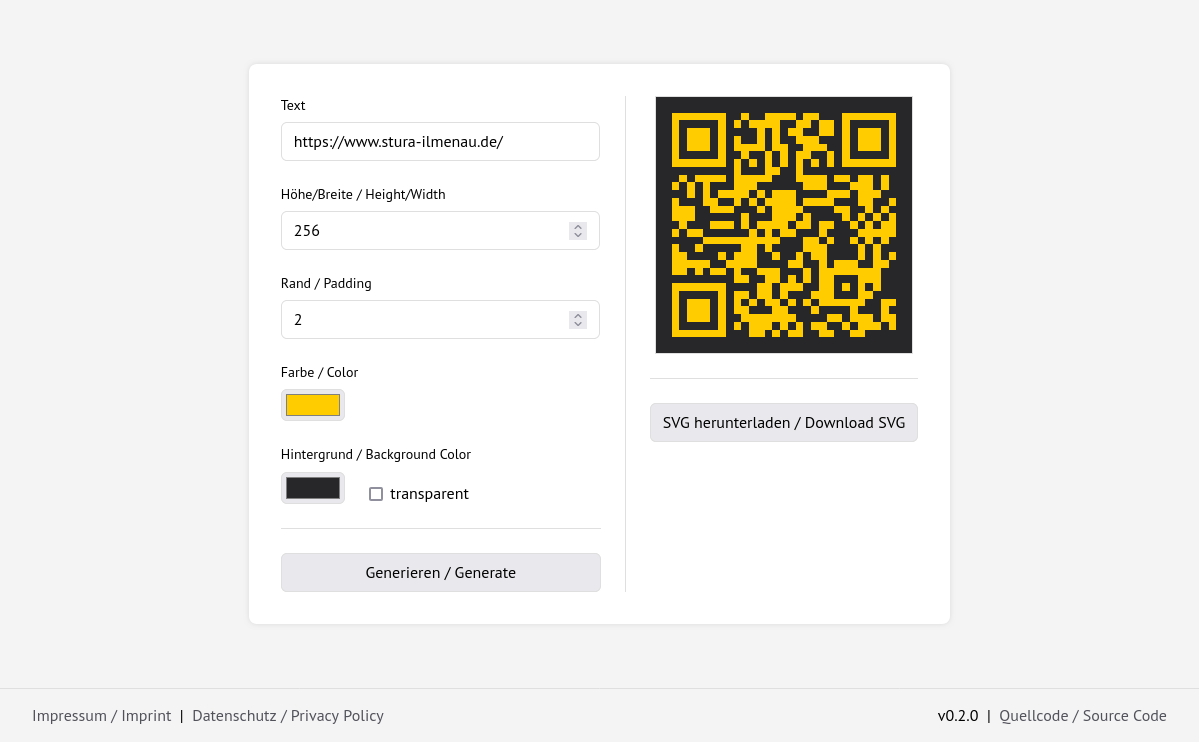 Text
https://www.stura-ilmenau.de/
Höhe/Breite / Height/Width
256
Rand / Padding
2
Farbe / Color
Hintergrund / Background Color
transparent
Generieren / Generate
SVG herunterladen / Download SVG
Impressum / Imprint | Datenschutz / Privacy Policy
v0.2.0 | Quellcode / Source Code